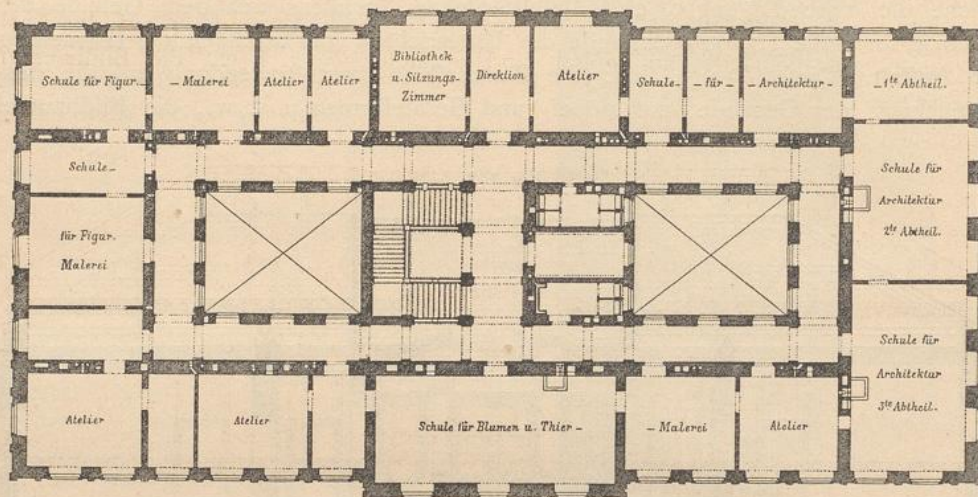 Schule für Figur.
- Malerei
Atelier
Atelier
Bibliothek
u. Sitzungs-
Zimmer
Direktion
Atelier
Schule -
- für -
- Architektur -
- 1te Abtheil.
Schule -
für Figur.
Malerei
Schule für
Architektur
2te Abtheil.
Schule für
Architektur
3te Abtheil.
Atelier
Atelier
Schule für Blumen u. Thier -
- Malerei
Atelier